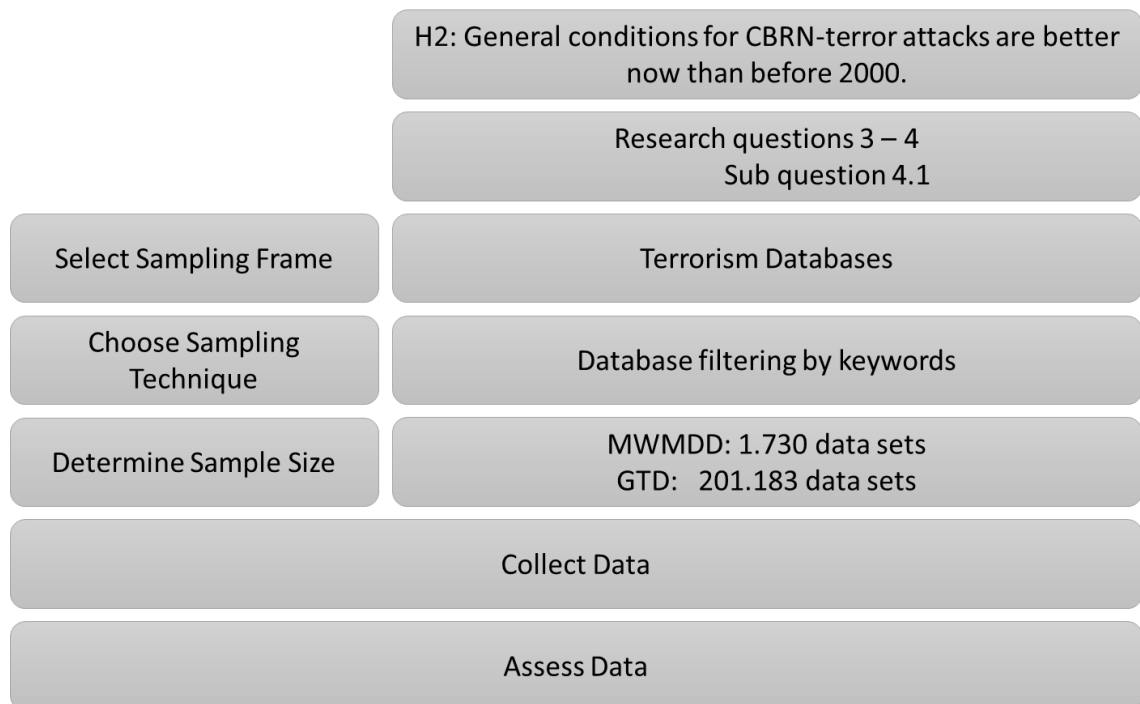 H2: General conditions for CBRN-terror attacks are better
now than before 2000.
Research questions 3 – 4
Sub question 4.1
Select Sampling Frame
Terrorism Databases
Choose Sampling
Technique
Database filtering by keywords
Determine Sample Size
MWMDD: 1.730 data sets
GTD: 201.183 data sets
Collect Data
Assess Data